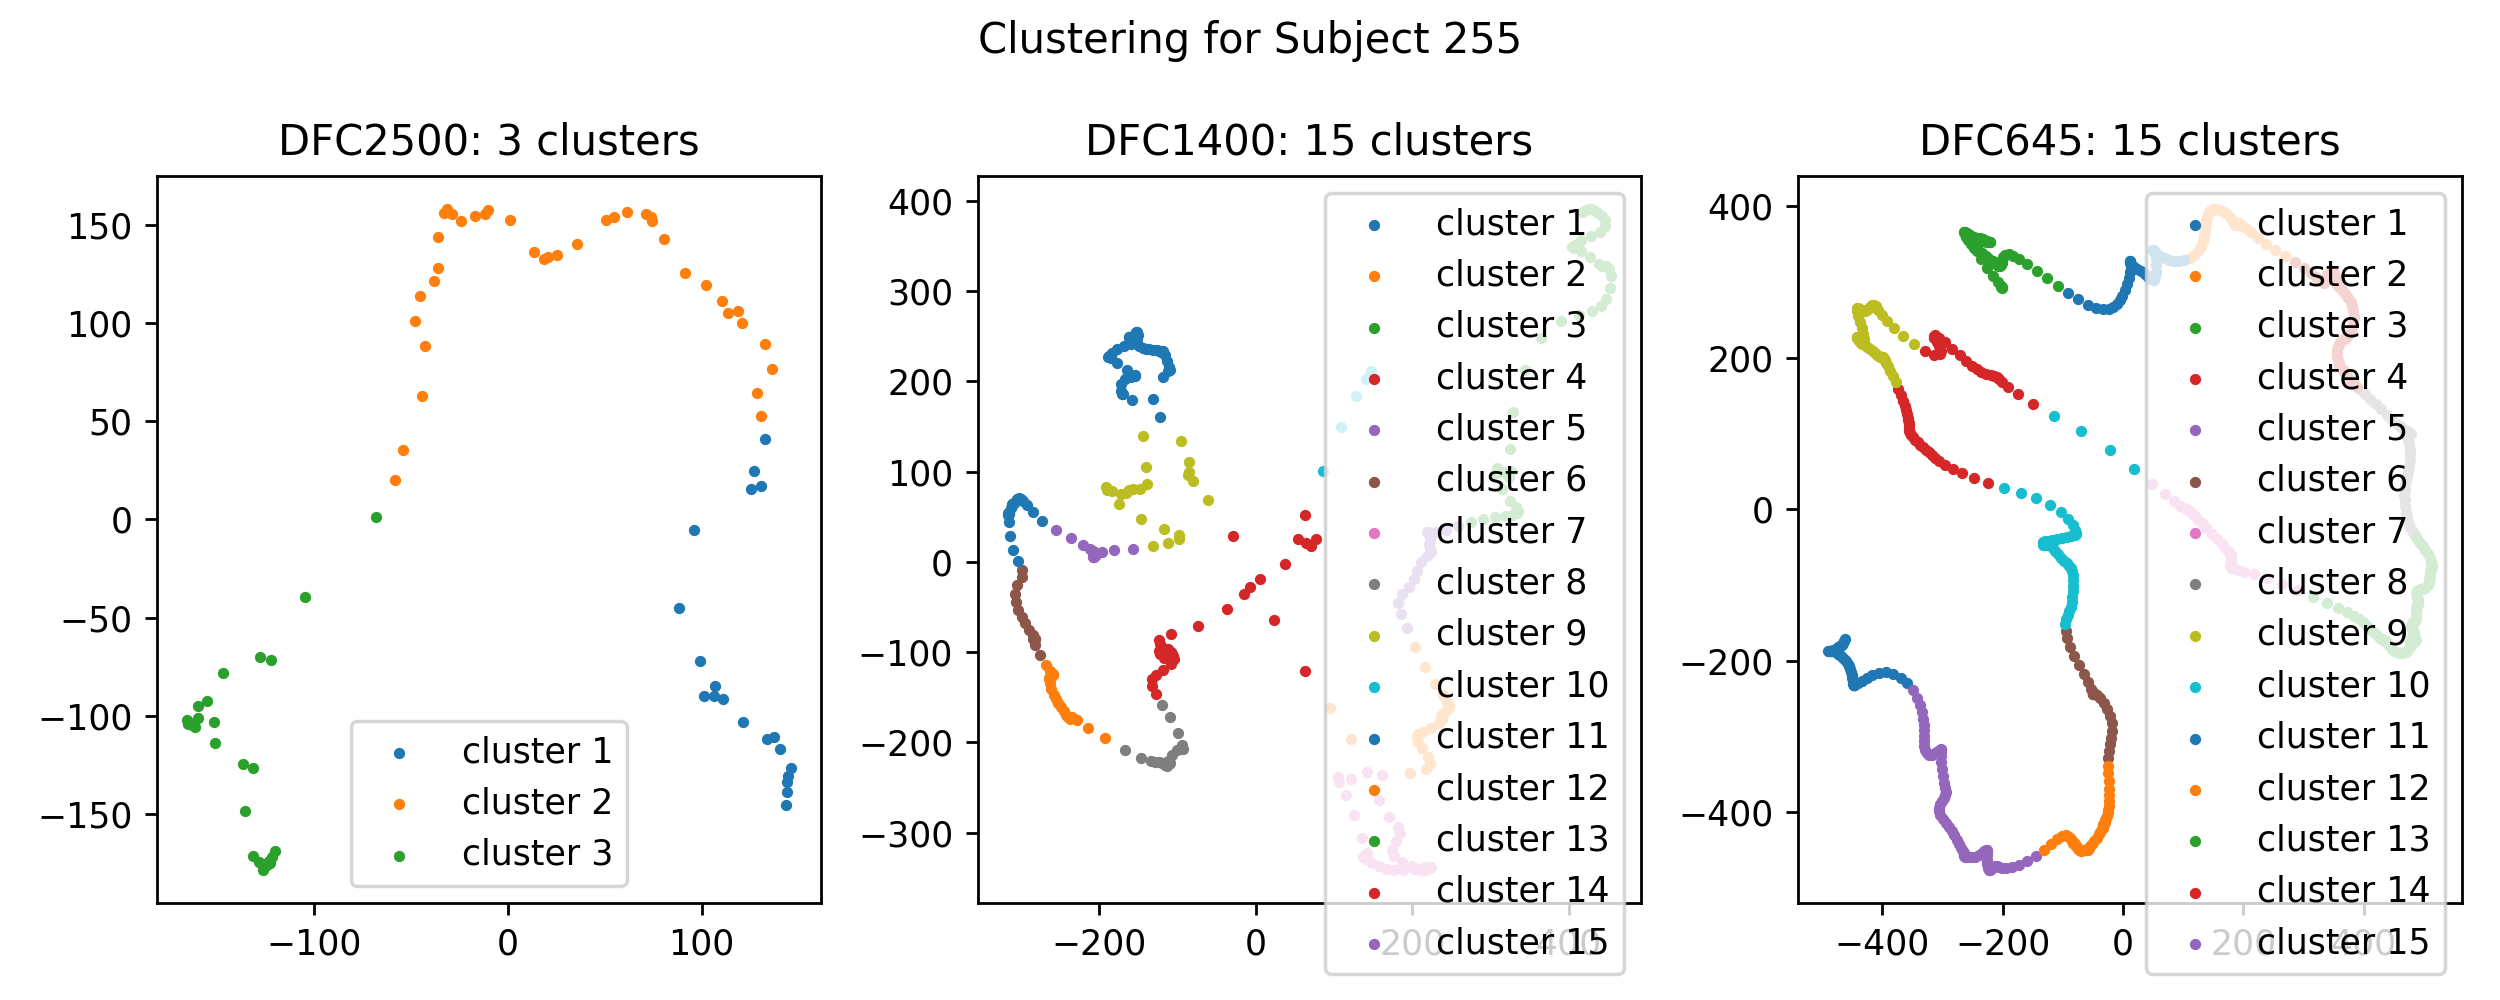 Clustering for Subject 255
DFC2500: 3 clusters
150
100
50
0
−50
−100
−150
−100
0
100
cluster 1
cluster 2
cluster 3
DFC1400: 15 clusters
400
300
200
100
0
−100
−200
−300
−200
0
200
400
cluster 1
cluster 2
cluster 3
cluster 4
cluster 5
cluster 6
cluster 7
cluster 8
cluster 9
cluster 10
cluster 11
cluster 12
cluster 13
cluster 14
cluster 15
DFC645: 15 clusters
400
200
0
−200
−400
−400
−200
0
200
400
cluster 1
cluster 2
cluster 3
cluster 4
cluster 5
cluster 6
cluster 7
cluster 8
cluster 9
cluster 10
cluster 11
cluster 12
cluster 13
cluster 14
cluster 15